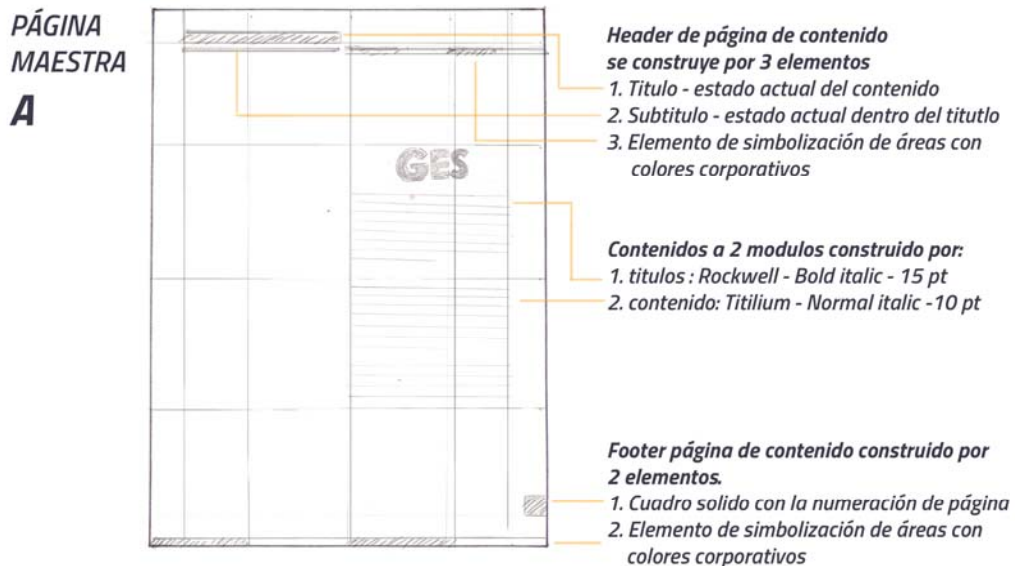 PÁGINA
MAESTRA
A
GES
Header de página de contenido
se construye por 3 elementos
1. Titulo - estado actual del contenido
2. Subtitulo - estado actual dentro del titutlo
3. Elemento de simbolización de áreas con
colores corporativos
Contenidos a 2 modulos construido por:
1. titulos : Rockwell - Bold italic - 15 pt
2. contenido: Titilium - Normal italic -10 pt
Footer página de contenido construido por
2 elementos.
1. Cuadro solido con la numeración de página
2. Elemento de simbolización de áreas con
colores corporativos